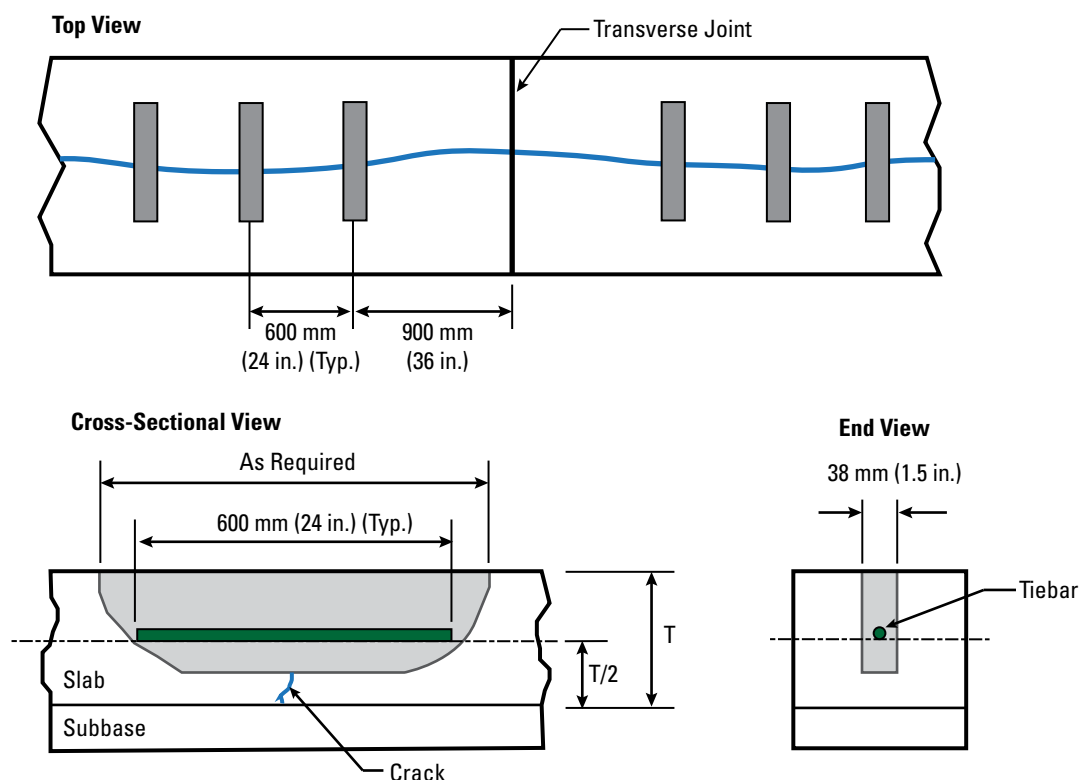 Top View
Transverse Joint
600 mm
(24 in.) (Typ.)
900 mm
(36 in.)
Cross-Sectional View
As Required
600 mm (24 in.) (Typ.)
T
T/2
Slab
Subbase
Crack
End View
38 mm (1.5 in.)
Tiebar